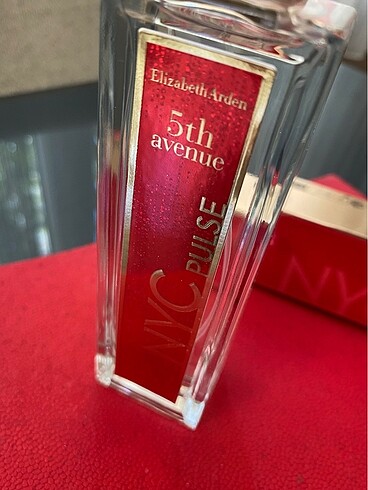 Elizabeth Arden
5th
avenue
NYC
PULSE
NY